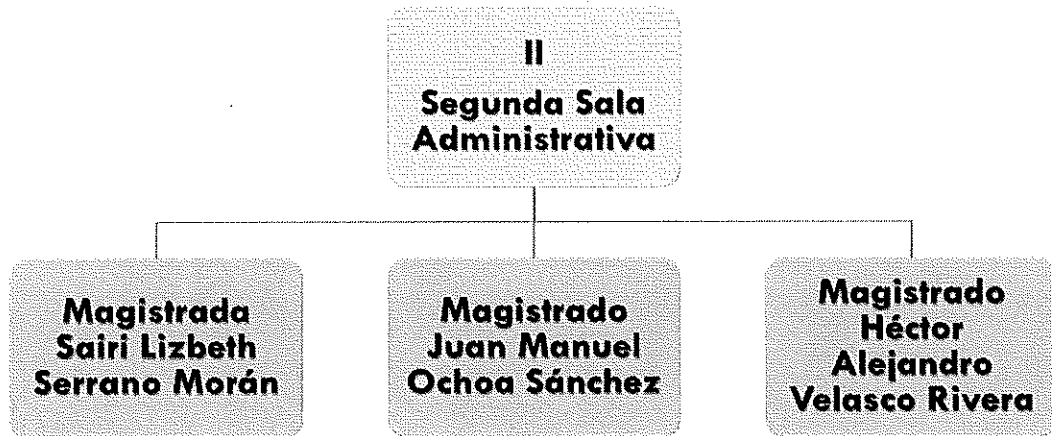 II
Segunda Sala
Administrativa
Magistrada
Sairi Lizbeth
Serrano Morán
Magistrado
Juan Manuel
Ochoa Sánchez
Magistrado
Héctor
Alejandro
Velasco Rivera